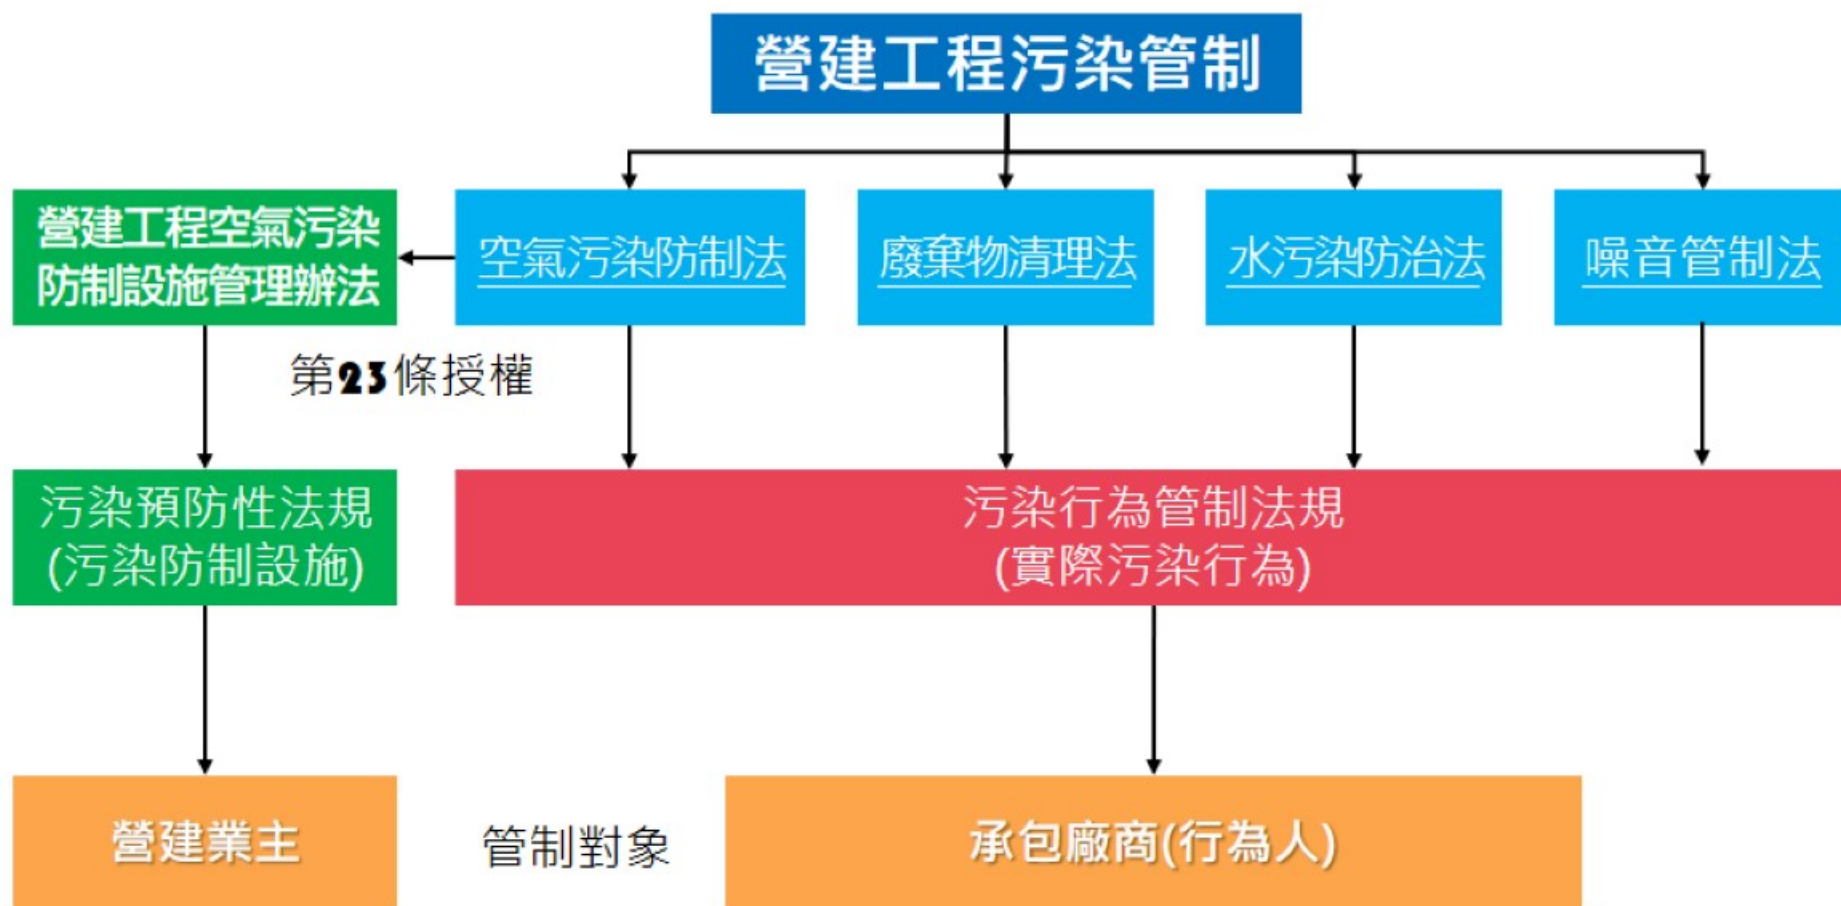 營建工程污染管制
營建工程空氣污染
防制設施管理辦法
空氣污染防制法
廢棄物清理法
水污染防治法
噪音管制法
第23條授權
污染預防性法規
(污染防制設施)
污染行為管制法規
(實際污染行為)
營建業主
管制對象
承包廠商(行為人)